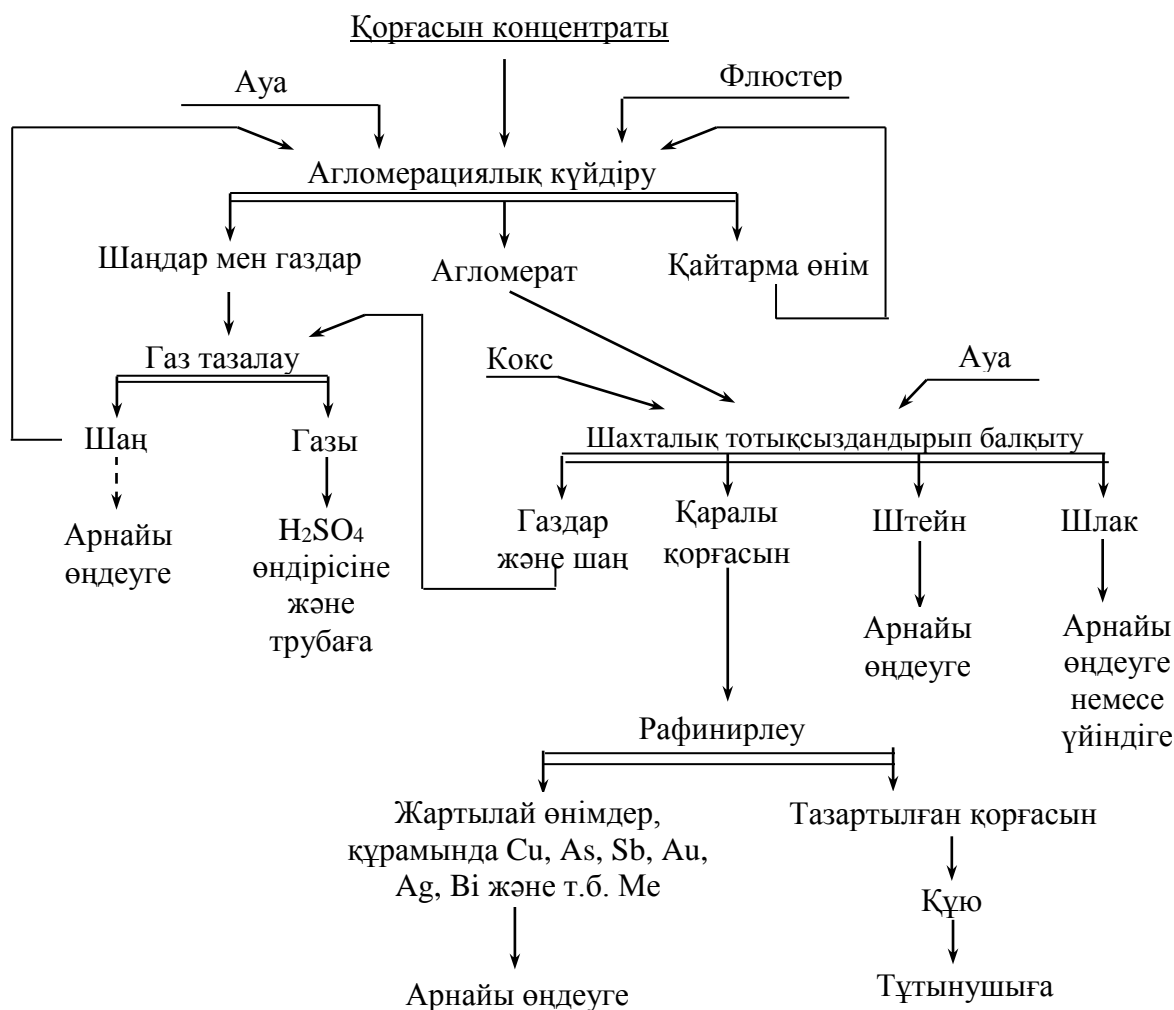 Қорғасын концентраты
Ауа
Флюстер
Агломерациялық күйдіру
Шаңдар мен газдар
Агломерат
Қайтарма өнім
Газ тазалау
Кокс
Ауа
Шаң
Газы
Шахталық тотықсыздандырып балқыту
Арнайы
өңдеуге
H2SO4
өндірісіне
және
трубаға
Газдар
және шаң
Қаралы
қорғасын
Штейн
Шлак
Арнайы
өңдеуге
Арнайы
өңдеуге
немесе
үйіндіге
Рафинирлеу
Жартылай өнімдер,
құрамында Cu, As, Sb, Au,
Ag, Bi және т.б. Ме
Тазартылған қорғасын
Құю
Арнайы өңдеуге
Тұтынушыға